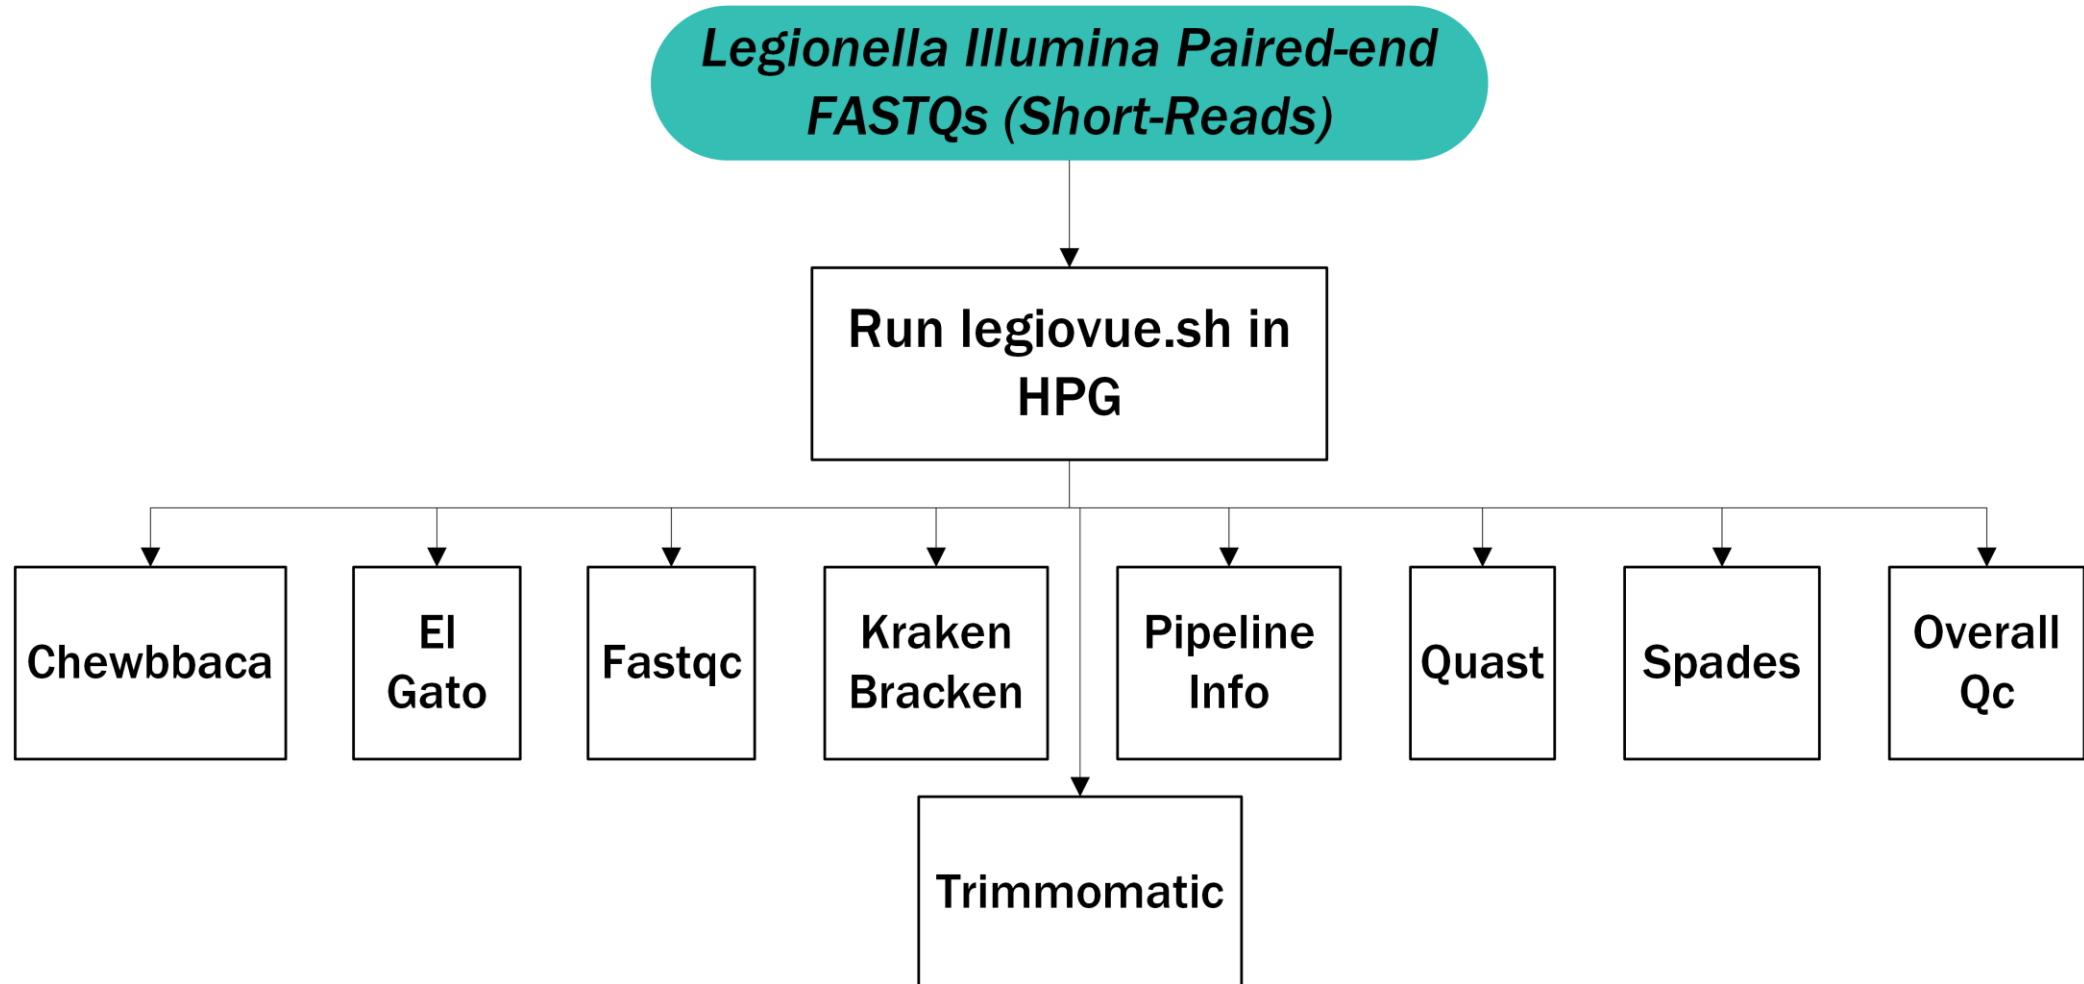 Legionella Illumina Paired-end
FASTQs (Short-Reads)
Run legiovue.sh in
HPG
Chewbbaca
El
Gato
Fastqc
Kraken
Bracken
Pipeline
Info
Quast
Spades
Overall
Qc
Trimmomatic